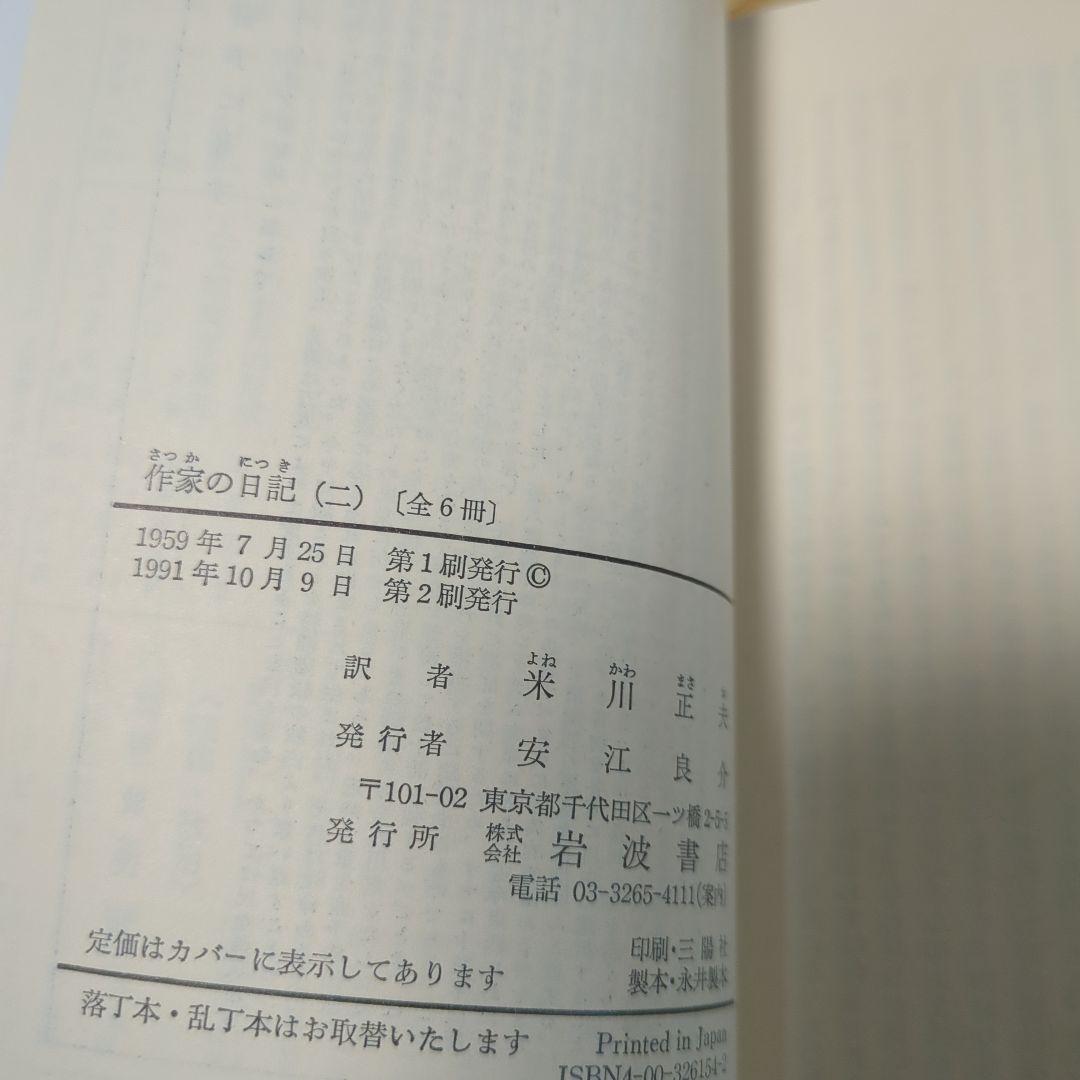 さつか につき
作家の日記（二）〔全6冊〕
1959年7月25日 第1刷発行©
1991年10月9日 第2刷発行
よね かわ まさ お
訳者 米川正夫
発行者 安江良介
〒101-02 東京都千代田区一ツ橋2-5-5
発行所 株式会社 岩波書店
電話 03-3265-4111(案内)
定価はカバーに表示してあります
印刷・三陽社
製本・永井製本
落丁本・乱丁本はお取替いたします
Printed in Japan
ISBN4-00-326154-2